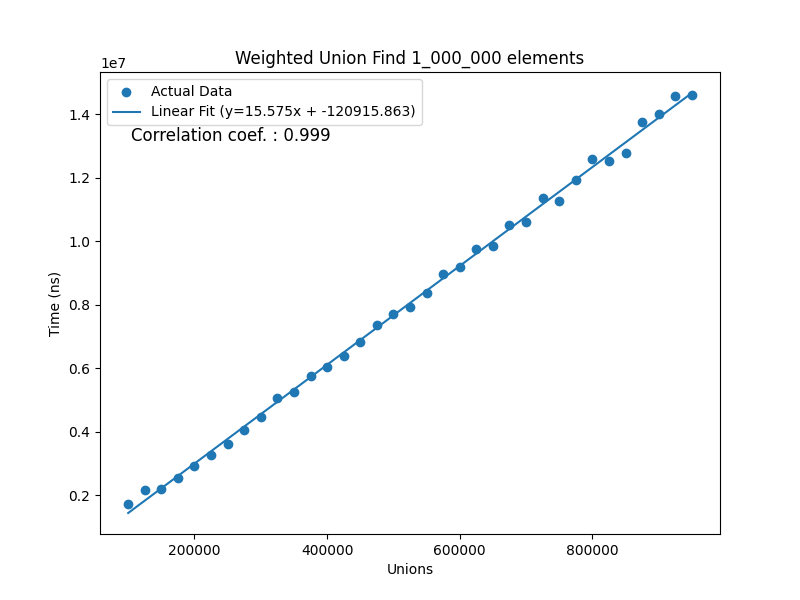 Weighted Union Find 1_000_000 elements
1e7
Actual Data
Linear Fit (y=15.575x + -120915.863)
Correlation coef. : 0.999
1.4
1.2
1.0
0.8
0.6
0.4
0.2
Time (ns)
200000 400000 600000 800000
Unions